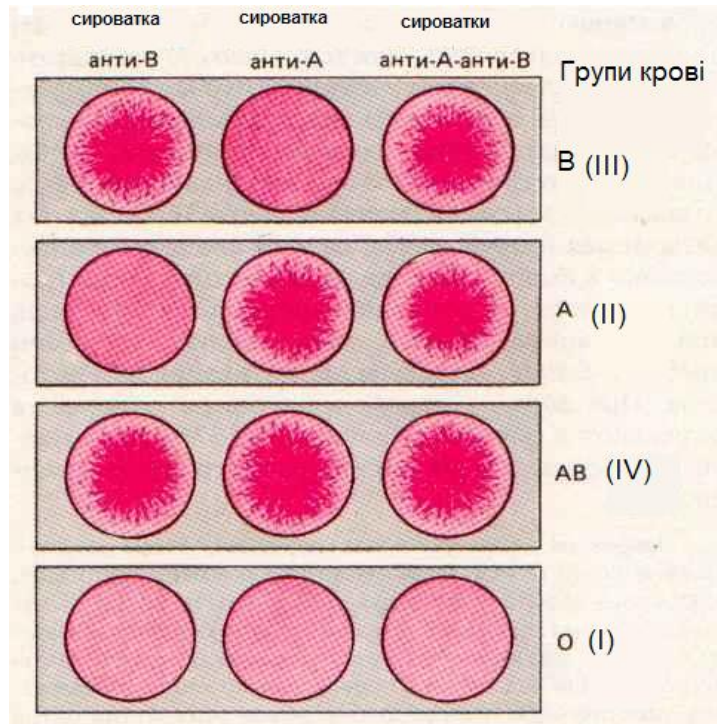 сироватка сироватка сироватки
анти-В анти-А анти-А-анти-В
Групи крові
В (III)
А (II)
АВ (IV)
О (I)